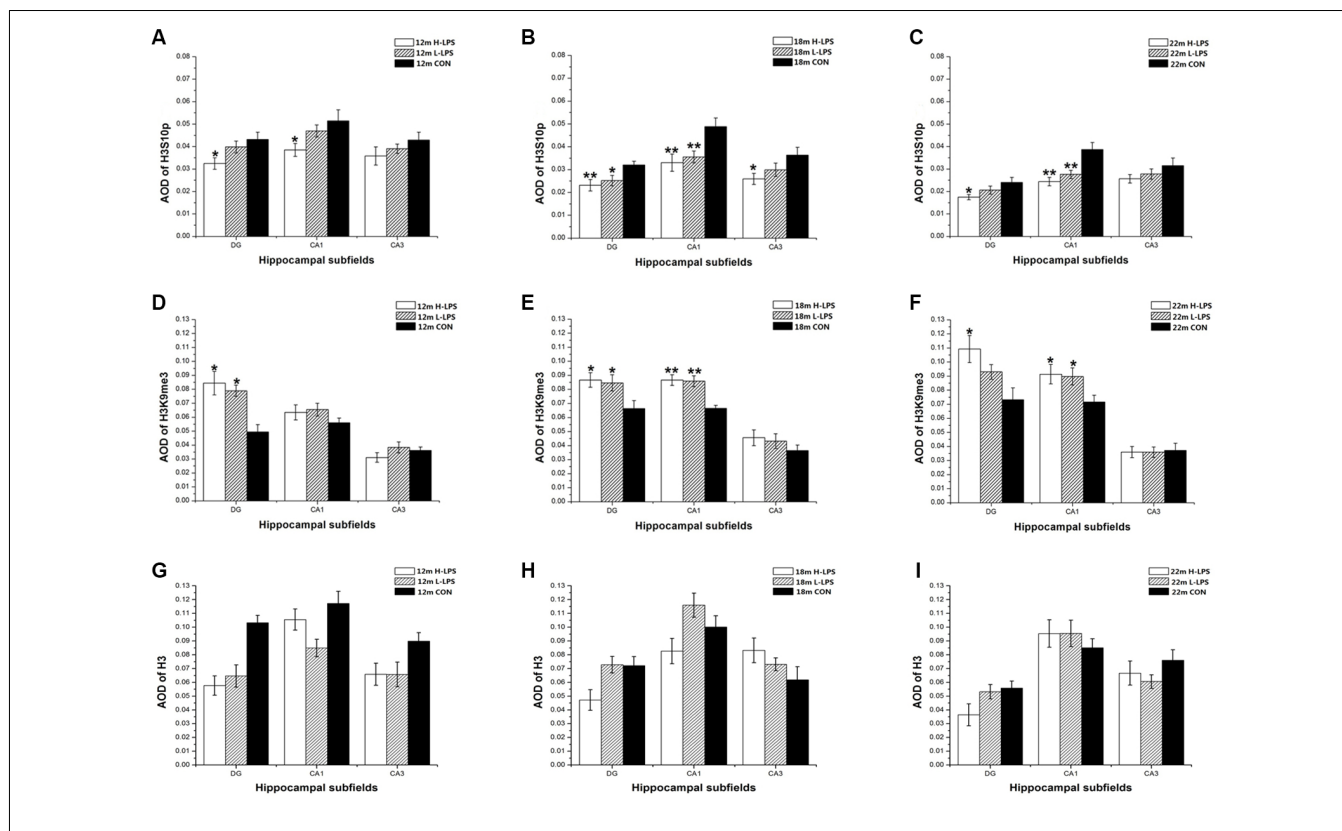 A
12m H-LPS
12m L-LPS
12m CON
0.08
0.07
0.06
0.05
0.04
0.03
0.02
0.01
0.00
AOD of H3S10p
*
*
DG
CA1
CA3
Hippocampal subfields
B
18m H-LPS
18m L-LPS
18m CON
0.08
0.07
0.06
0.05
0.04
0.03
0.02
0.01
0.00
AOD of H3S10p
** *
** **
*
DG
CA1
CA3
Hippocampal subfields
C
22m H-LPS
22m L-LPS
22m CON
0.08
0.07
0.06
0.05
0.04
0.03
0.02
0.01
0.00
AOD of H3S10p
*
** **
DG
CA1
CA3
Hippocampal subfields
D
12m H-LPS
12m L-LPS
12m CON
0.13
0.12
0.11
0.10
0.09
0.08
0.07
0.06
0.05
0.04
0.03
0.02
0.01
0.00
AOD of H3K9me3
* *
DG
CA1
CA3
Hippocampal subfields
E
18m H-LPS
18m L-LPS
18m CON
0.13
0.12
0.11
0.10
0.09
0.08
0.07
0.06
0.05
0.04
0.03
0.02
0.01
0.00
AOD of H3K9me3
* *
** **
DG
CA1
CA3
Hippocampal subfields
F
22m H-LPS
22m L-LPS
22m CON
0.13
0.12
0.11
0.10
0.09
0.08
0.07
0.06
0.05
0.04
0.03
0.02
0.01
0.00
AOD of H3K9me3
*
* *
DG
CA1
CA3
Hippocampal subfields
G
12m H-LPS
12m L-LPS
12m CON
0.13
0.12
0.11
0.10
0.09
0.08
0.07
0.06
0.05
0.04
0.03
0.02
0.01
0.00
AOD of H3
DG
CA1
CA3
Hippocampal subfields
H
18m H-LPS
18m L-LPS
18m CON
0.13
0.12
0.11
0.10
0.09
0.08
0.07
0.06
0.05
0.04
0.03
0.02
0.01
0.00
AOD of H3
DG
CA1
CA3
Hippocampal subfields
I
22m H-LPS
22m L-LPS
22m CON
0.13
0.12
0.11
0.10
0.09
0.08
0.07
0.06
0.05
0.04
0.03
0.02
0.01
0.00
AOD of H3
DG
CA1
CA3
Hippocampal subfields